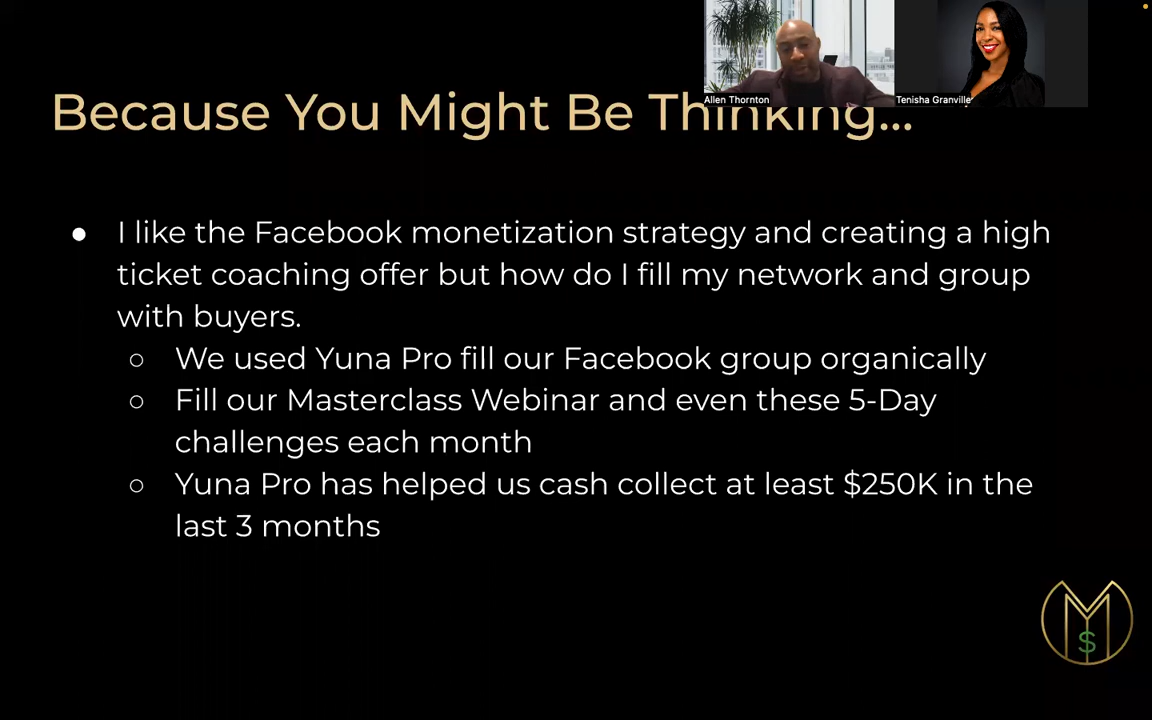 Allen Thornton
Tenisha Granville
Because You Might Be Thinking...
● I like the Facebook monetization strategy and creating a high
ticket coaching offer but how do I fill my network and group
with buyers.
○ We used Yuna Pro fill our Facebook group organically
○ Fill our Masterclass Webinar and even these 5-Day
challenges each month
○ Yuna Pro has helped us cash collect at least $250K in the
last 3 months
M
$